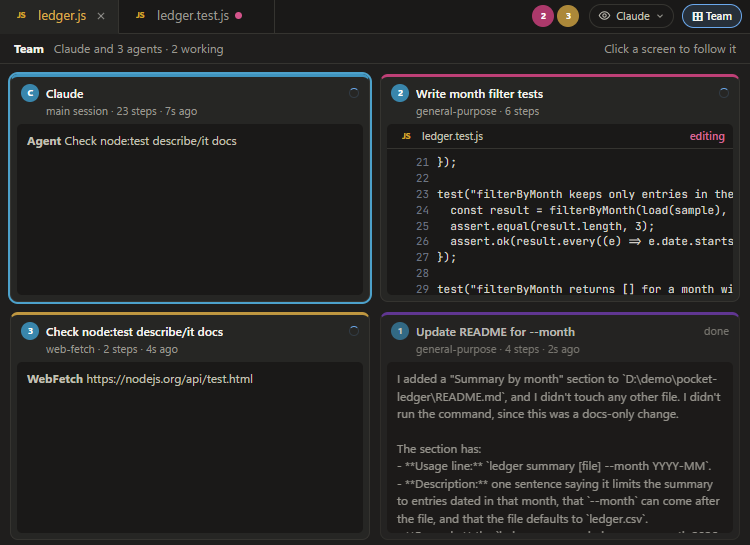 JS ledger.js ×
JS ledger.test.js
2 3 Claude Team
Team Claude and 3 agents · 2 working Click a screen to follow it
C Claude
main session · 23 steps · 7s ago
Agent Check node:test describe/it docs
2 Write month filter tests
general-purpose · 6 steps
JS ledger.test.js editing
21 });
22
23 test("filterByMonth keeps only entries in the
24 const result = filterByMonth(load(sample),
25 assert.equal(result.length, 3);
26 assert.ok(result.every((e) => e.date.starts
27 });
28
29 test("filterByMonth returns [] for a month wi
3 Check node:test describe/it docs
web-fetch · 2 steps · 4s ago
WebFetch https://nodejs.org/api/test.html
1 Update README for --month done
general-purpose · 4 steps · 2s ago
I added a "Summary by month" section to `D:\demo\pocket-
ledger\README.md`, and I didn't touch any other file. I didn't
run the command, since this was a docs-only change.
The section has:
- **Usage line:** `ledger summary [file] --month YYYY-MM`.
- **Description:** one sentence saying it limits the summary
to entries dated in that month, that `--month` can come after
the file, and that the file defaults to `ledger.csv`.